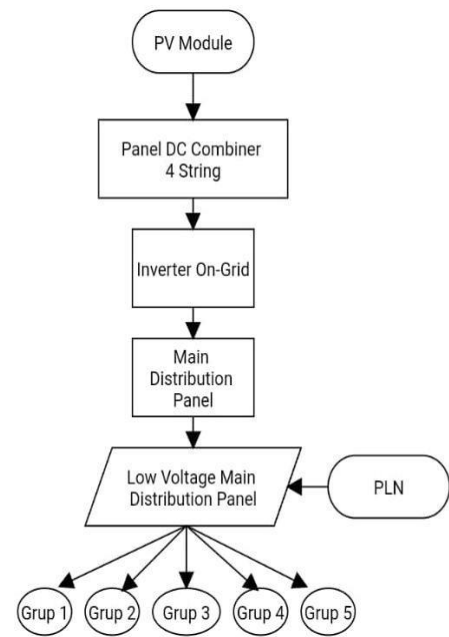 PV Module
Panel DC Combiner
4 String
Inverter On-Grid
Main
Distribution
Panel
Low Voltage Main
Distribution Panel
PLN
Grup 1
Grup 2
Grup 3
Grup 4
Grup 5